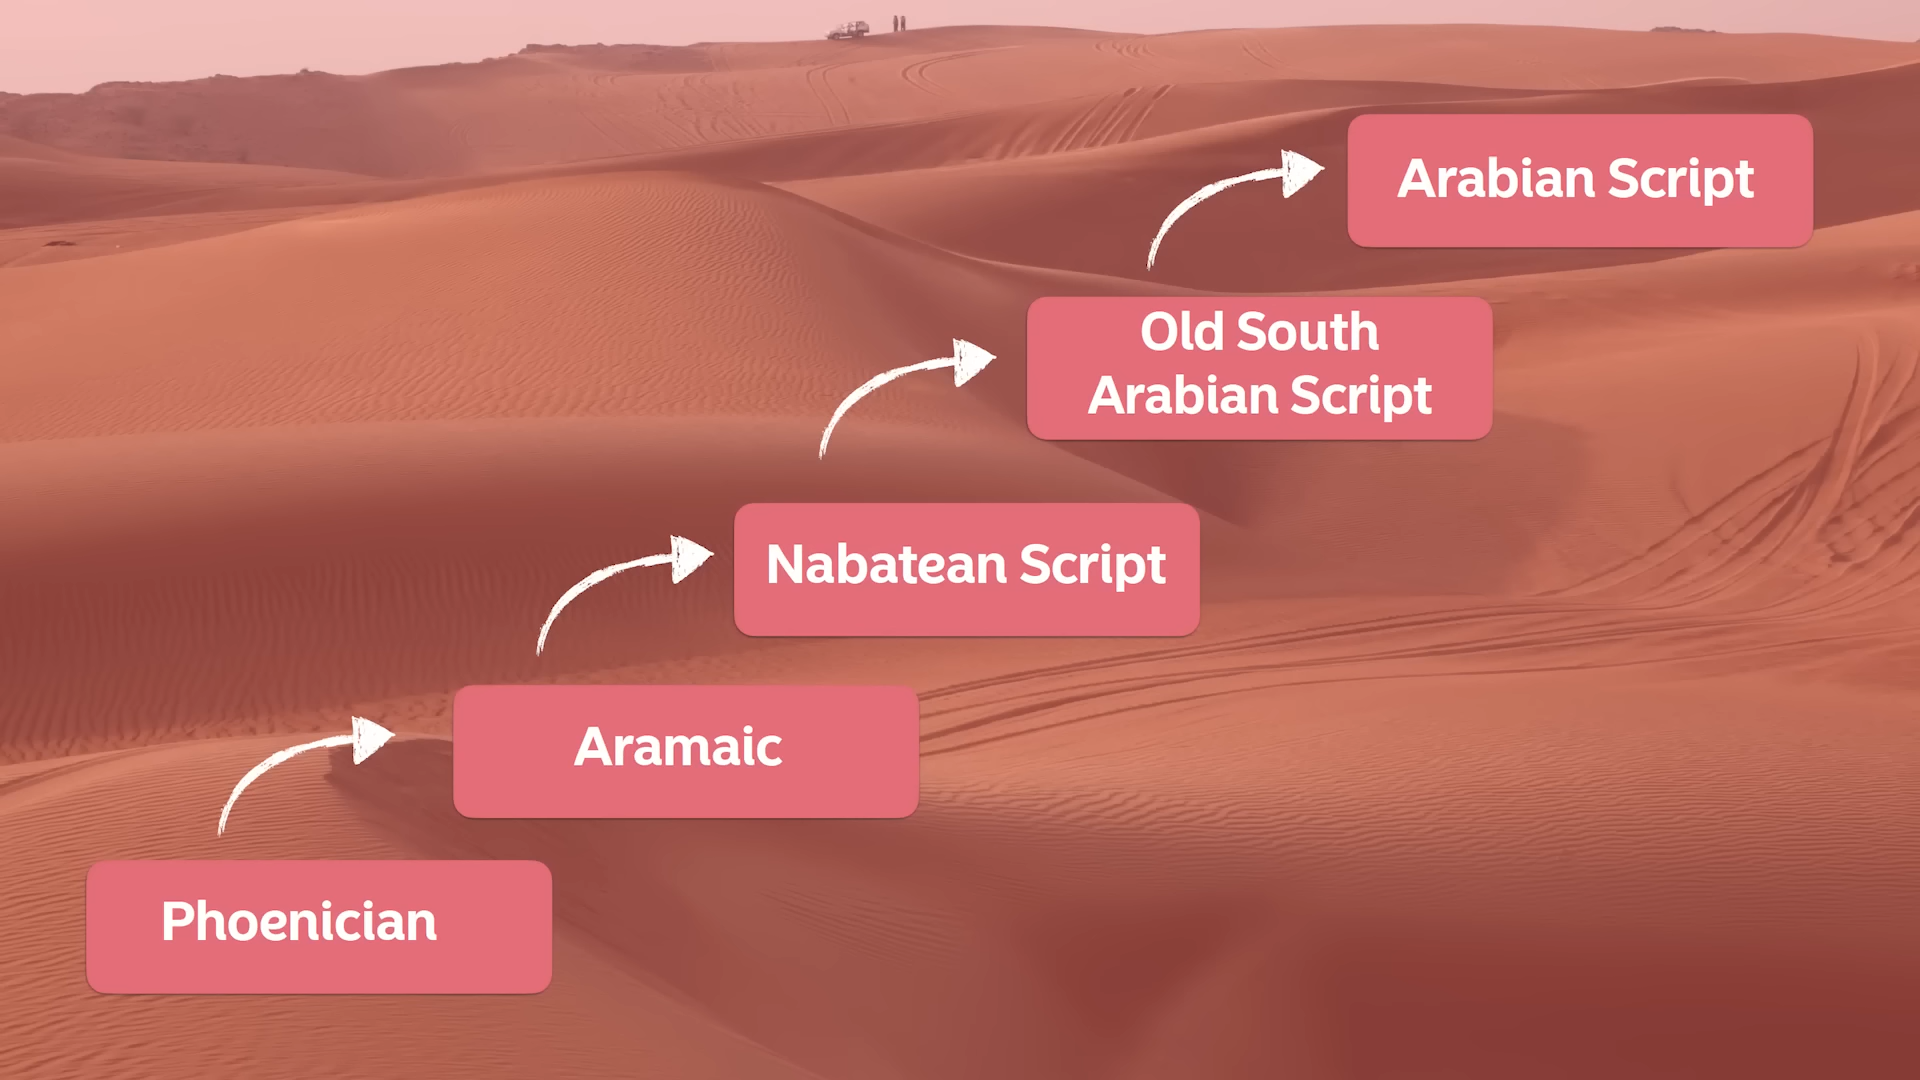 Arabian Script
Old South
Arabian Script
Nabatean Script
Aramaic
Phoenician